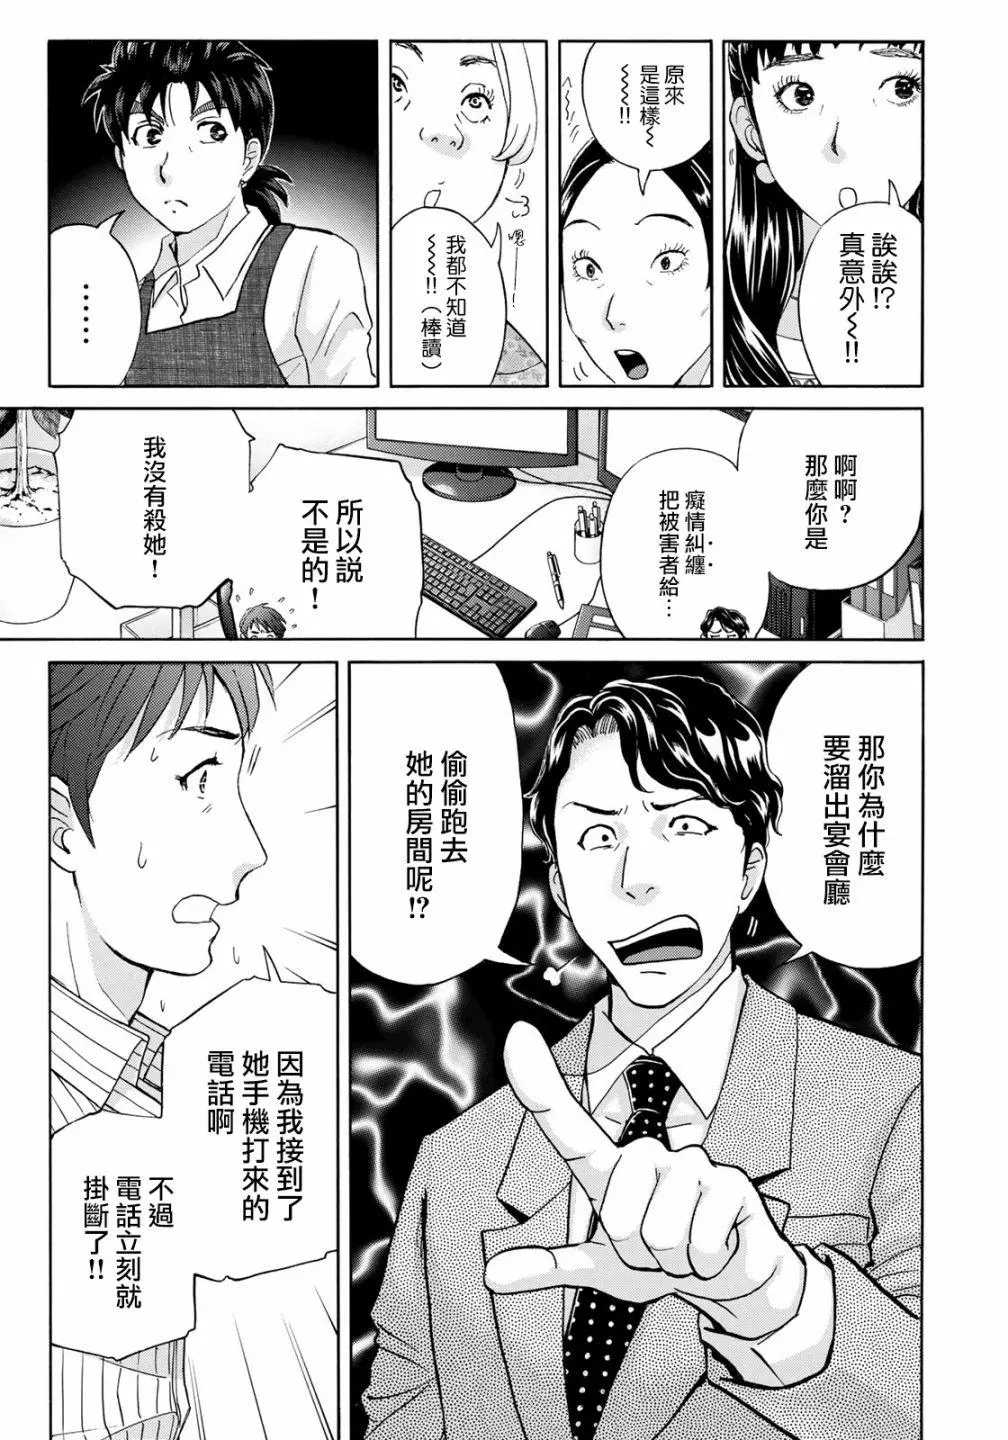 誒誒!?
真意外~!!
原來
是這樣~
~~~~!!
嗯
我都不知道
~~~~!!(棒讀)
……
啊啊?
那麼你是
癡情糾纏
把被害者給…
所以說
不是的!
我沒有殺她!
那你為什麼
要溜出宴會廳
偷偷跑去
她的房間呢!?
因為我接到了
她手機打來的
電話啊
不過
電話立刻就
掛斷了!!